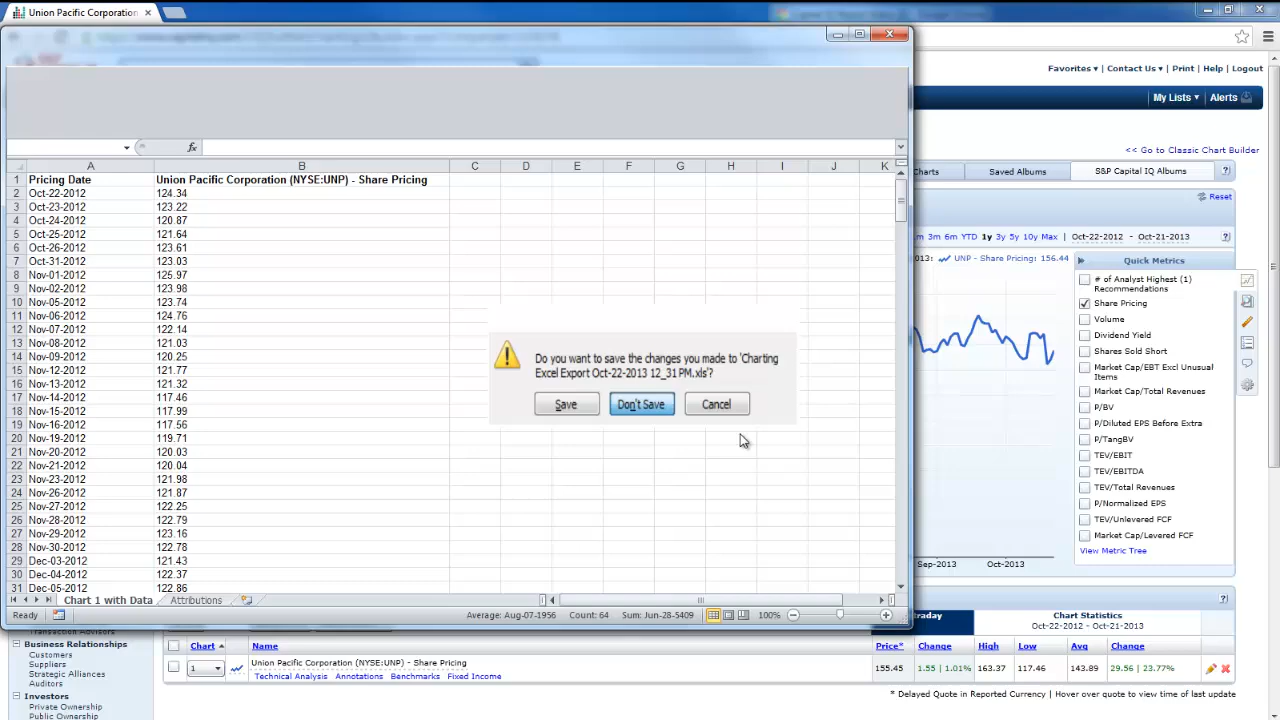 Union Pacific Corporation
Favorites ▾ | Contact Us ▾ | Print | Help | Logout
My Lists ▾ Alerts
<< Go to Classic Chart Builder
Charts Saved Albums S&P Capital IQ Albums ?
Reset
fx
A B C D E F G H I J K
1 Pricing Date Union Pacific Corporation (NYSE:UNP) - Share Pricing
2 Oct-22-2012 124.34
3 Oct-23-2012 123.22
4 Oct-24-2012 120.87
5 Oct-25-2012 121.64
6 Oct-26-2012 123.61
7 Oct-31-2012 123.03
8 Nov-01-2012 125.97
9 Nov-02-2012 123.98
10 Nov-05-2012 123.74
11 Nov-06-2012 124.76
12 Nov-07-2012 122.14
13 Nov-08-2012 121.03
14 Nov-09-2012 120.25
15 Nov-12-2012 121.77
16 Nov-13-2012 121.32
17 Nov-14-2012 117.46
18 Nov-15-2012 117.99
19 Nov-16-2012 117.56
20 Nov-19-2012 119.71
21 Nov-20-2012 120.03
22 Nov-21-2012 120.04
23 Nov-23-2012 121.98
24 Nov-26-2012 121.87
25 Nov-27-2012 122.25
26 Nov-28-2012 122.79
27 Nov-29-2012 123.16
28 Nov-30-2012 122.78
29 Dec-03-2012 121.43
30 Dec-04-2012 122.37
31 Dec-05-2012 122.86
Chart 1 with Data Attributions
Ready Average: Aug-07-1956 Count: 64 Sum: Jun-28-5409 100%
Do you want to save the changes you made to 'Charting
Excel Export Oct-22-2013 12_31 PM.xls'?
Save Don't Save Cancel
m 3m 6m YTD 1y 3y 5y 10y Max | Oct-22-2012 - Oct-21-2013 ?
2013: UNP - Share Pricing: 156.44
Sep-2013 Oct-2013
Quick Metrics
# of Analyst Highest (1)
Recommendations
Share Pricing
Volume
Dividend Yield
Shares Sold Short
Market Cap/EBT Excl Unusual
Items
Market Cap/Total Revenues
P/BV
P/Diluted EPS Before Extra
P/TangBV
TEV/EBIT
TEV/EBITDA
TEV/Total Revenues
P/Normalized EPS
TEV/Unlevered FCF
Market Cap/Levered FCF
View Metric Tree
?
Transaction Advisors
Business Relationships
Customers
Suppliers
Strategic Alliances
Auditors
Investors
Private Ownership
Public Ownership
raday Chart Statistics
Oct-22-2012 - Oct-21-2013
Chart Name Price* Change High Low Avg Change
1 Union Pacific Corporation (NYSE:UNP) - Share Pricing 155.45 1.55 | 1.01% 163.37 117.46 143.89 29.56 | 23.77%
Technical Analysis Annotations Benchmarks Fixed Income
* Delayed Quote in Reported Currency | Hover over quote to view time of last update